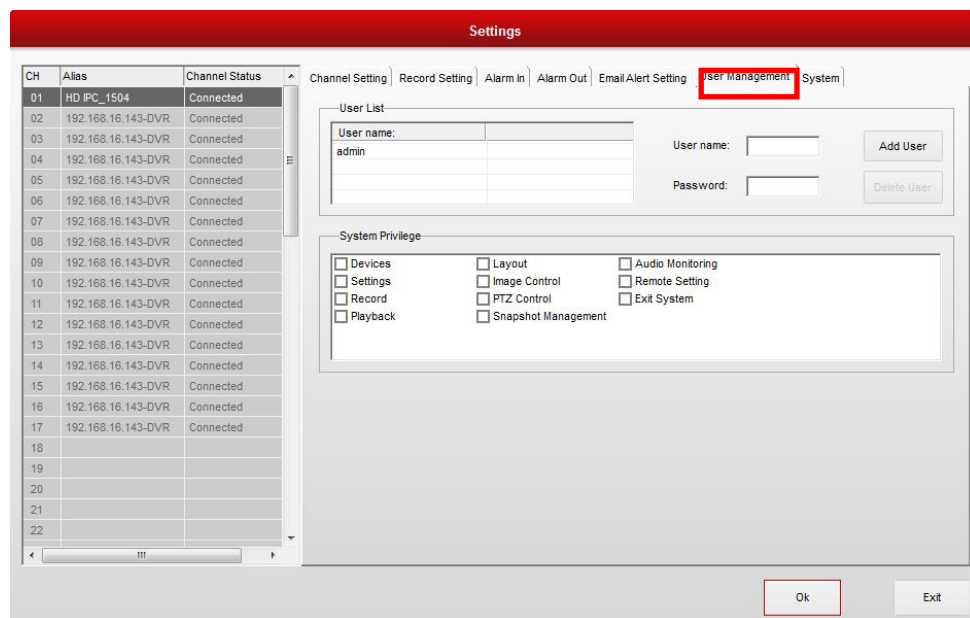 Settings
CH Alias Channel Status
01 HD IPC_1504 Connected
02 192.168.16.143-DVR Connected
03 192.168.16.143-DVR Connected
04 192.168.16.143-DVR Connected
05 192.168.16.143-DVR Connected
06 192.168.16.143-DVR Connected
07 192.168.16.143-DVR Connected
08 192.168.16.143-DVR Connected
09 192.168.16.143-DVR Connected
10 192.168.16.143-DVR Connected
11 192.168.16.143-DVR Connected
12 192.168.16.143-DVR Connected
13 192.168.16.143-DVR Connected
14 192.168.16.143-DVR Connected
15 192.168.16.143-DVR Connected
16 192.168.16.143-DVR Connected
17 192.168.16.143-DVR Connected
18
19
20
21
22
Channel Setting Record Setting Alarm In Alarm Out Email Alert Setting User Management System
User List
User name:
admin
User name: Add User
Password: Delete User
System Privilege
Devices Layout Audio Monitoring
Settings Image Control Remote Setting
Record PTZ Control Exit System
Playback Snapshot Management
Ok Exit